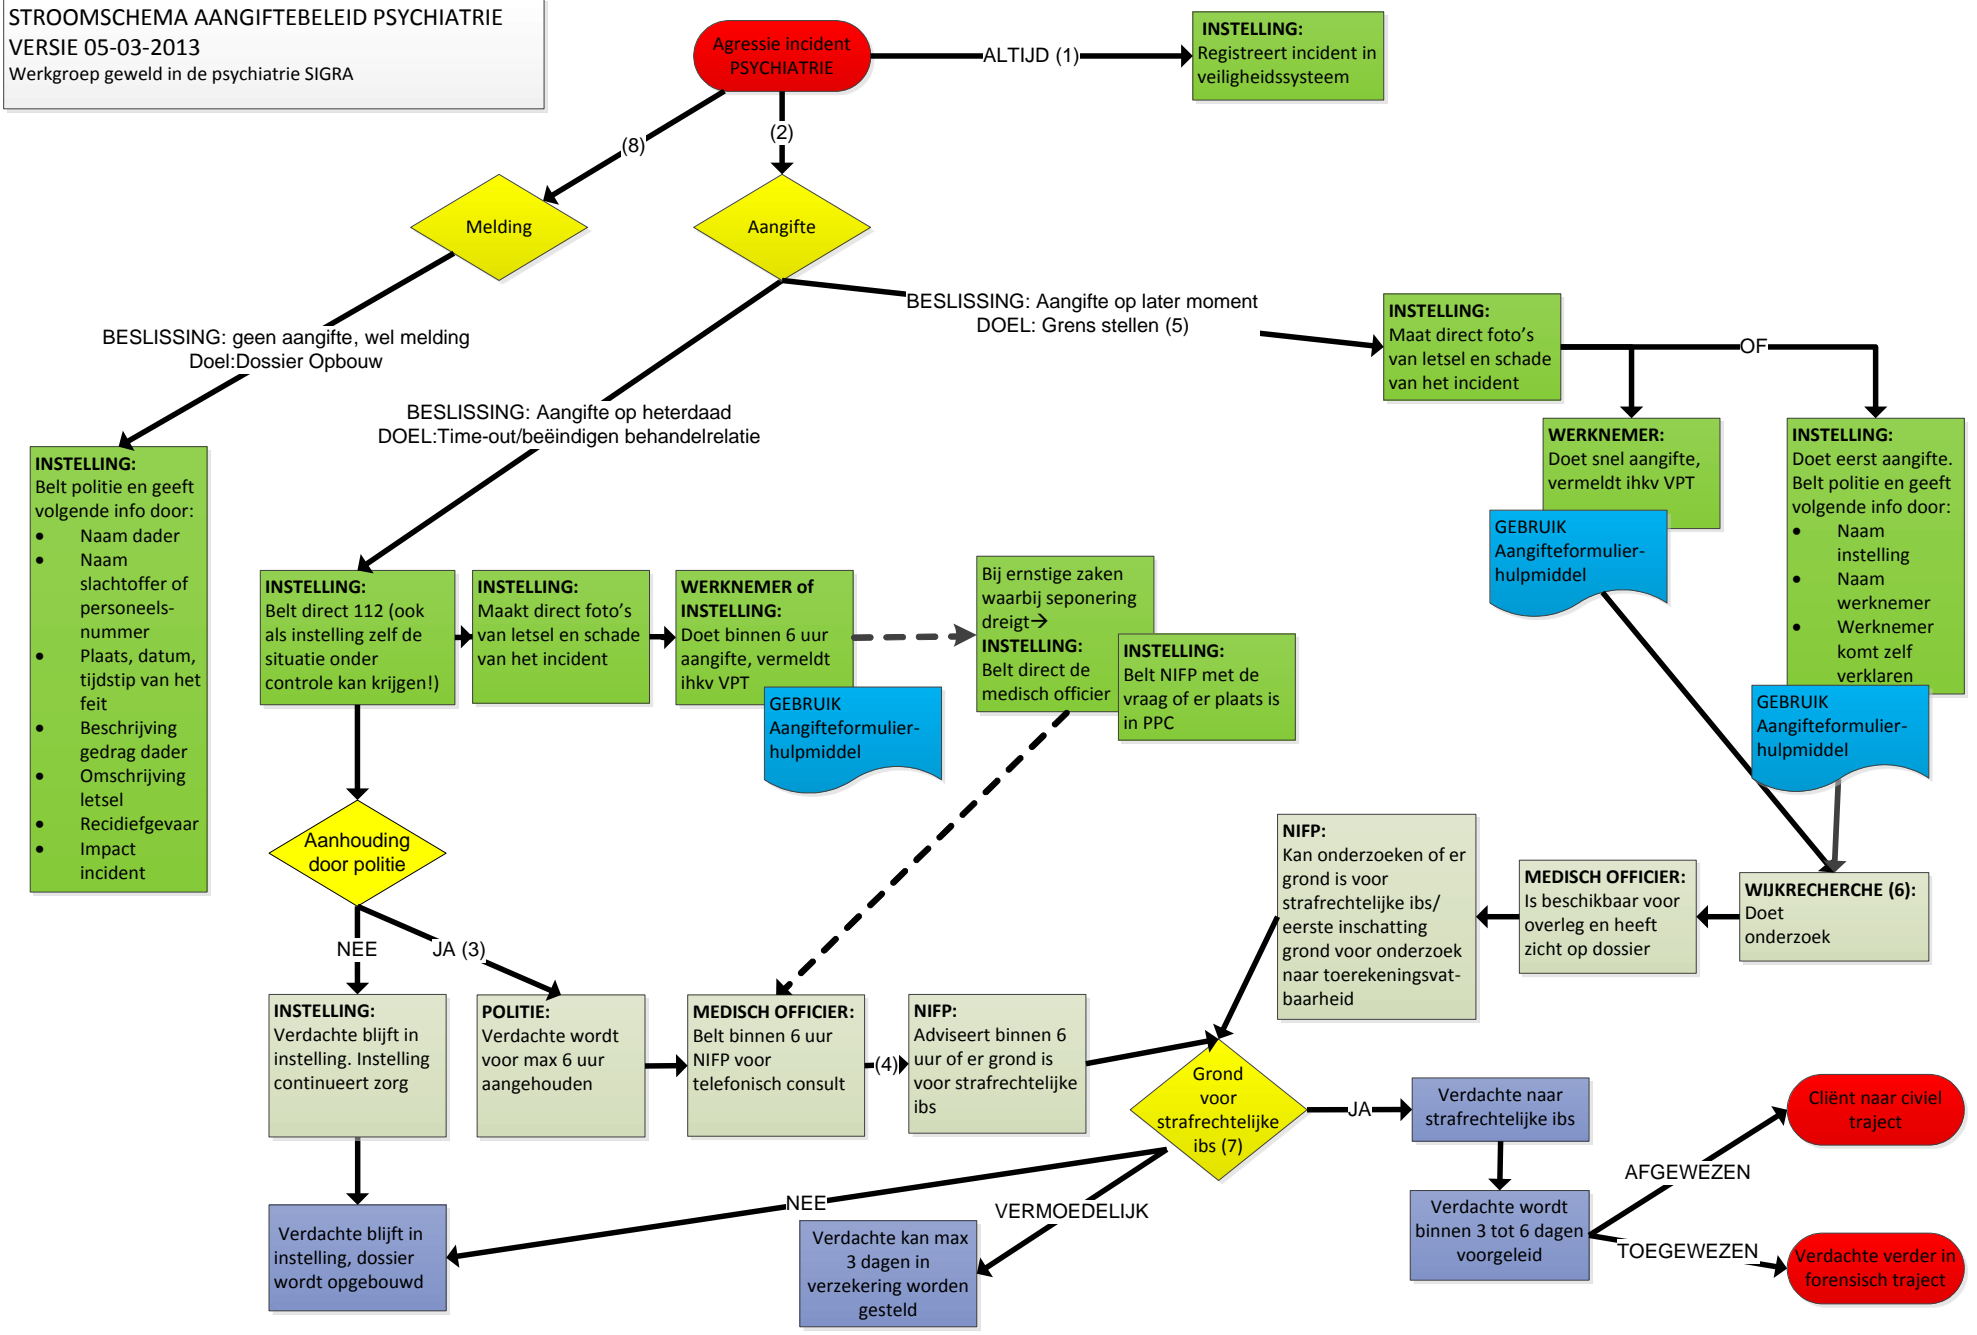 STROOMSCHEMA AANGIFTEBELEID PSYCHIATRIE
VERSIE 05-03-2013
Werkgroep geweld in de psychiatrie SIGRA
Agressie incident
PSYCHIATRIE
ALTIJD (1)
INSTELLING:
Registreert incident in
veiligheidssysteem
(8)
(2)
Melding
Aangifte
BESLISSING: geen aangifte, wel melding
Doel:Dossier Opbouw
BESLISSING: Aangifte op later moment
DOEL: Grens stellen (5)
INSTELLING:
Maat direct foto's
van letsel en schade
van het incident
OF
BESLISSING: Aangifte op heterdaad
DOEL:Time-out/beëindigen behandelrelatie
WERKNEMER:
Doet snel aangifte,
vermeldt ihkv VPT
GEBRUIK
Aangifteformulier-
hulpmiddel
INSTELLING:
Doet eerst aangifte.
Belt politie en geeft
volgende info door:
• Naam
instelling
• Naam
werknemer
• Werknemer
komt zelf
verklaren
GEBRUIK
Aangifteformulier-
hulpmiddel
INSTELLING:
Belt politie en geeft
volgende info door:
• Naam dader
• Naam
slachtoffer of
personeels-
nummer
• Plaats, datum,
tijdstip van het
feit
• Beschrijving
gedrag dader
• Omschrijving
letsel
• Recidiefgevaar
• Impact
incident
INSTELLING:
Belt direct 112 (ook
als instelling zelf de
situatie onder
controle kan krijgen!)
INSTELLING:
Maakt direct foto's
van letsel en schade
van het incident
WERKNEMER of
INSTELLING:
Doet binnen 6 uur
aangifte, vermeldt
ihkv VPT
GEBRUIK
Aangifteformulier-
hulpmiddel
Bij ernstige zaken
waarbij seponering
dreigt→
INSTELLING:
Belt direct de
medisch officier
INSTELLING:
Belt NIFP met de
vraag of er plaats is
in PPC
Aanhouding
door politie
NEE
JA (3)
NIFP:
Kan onderzoeken of er
grond is voor
strafrechtelijke ibs/
eerste inschatting
grond voor onderzoek
naar toerekeningsvat-
baarheid
MEDISCH OFFICIER:
Is beschikbaar voor
overleg en heeft
zicht op dossier
WIJKRECHERCHE (6):
Doet
onderzoek
INSTELLING:
Verdachte blijft in
instelling. Instelling
continueert zorg
POLITIE:
Verdachte wordt
voor max 6 uur
aangehouden
MEDISCH OFFICIER:
Belt binnen 6 uur
NIFP voor
telefonisch consult
(4)
NIFP:
Adviseert binnen 6
uur of er grond is
voor strafrechtelijke
ibs
Grond
voor
strafrechtelijke
ibs (7)
JA
Verdachte naar
strafrechtelijke ibs
Cliënt naar civiel
traject
AFGEWEZEN
NEE
VERMOEDELIJK
Verdachte blijft in
instelling, dossier
wordt opgebouwd
Verdachte kan max
3 dagen in
verzekering worden
gesteld
Verdachte wordt
binnen 3 tot 6 dagen
voorgeleid
TOEGEWEZEN
Verdachte verder in
forensisch traject